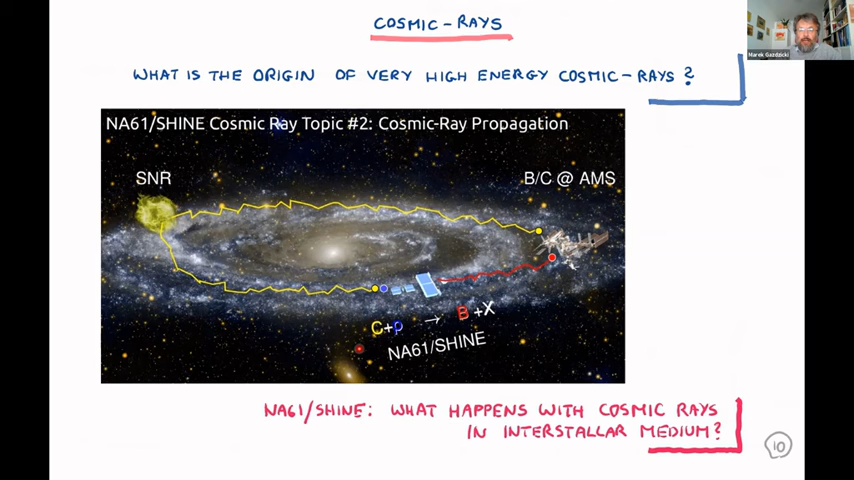 COSMIC-RAYS
Marek Gazdzicki
WHAT IS THE ORIGIN OF VERY HIGH ENERGY COSMIC-RAYS?
NA61/SHINE Cosmic Ray Topic #2: Cosmic-Ray Propagation
SNR
B/C @ AMS
C+p → B+X
NA61/SHINE
NA61/SHINE: WHAT HAPPENS WITH COSMIC RAYS
IN INTERSTALLAR MEDIUM?
10